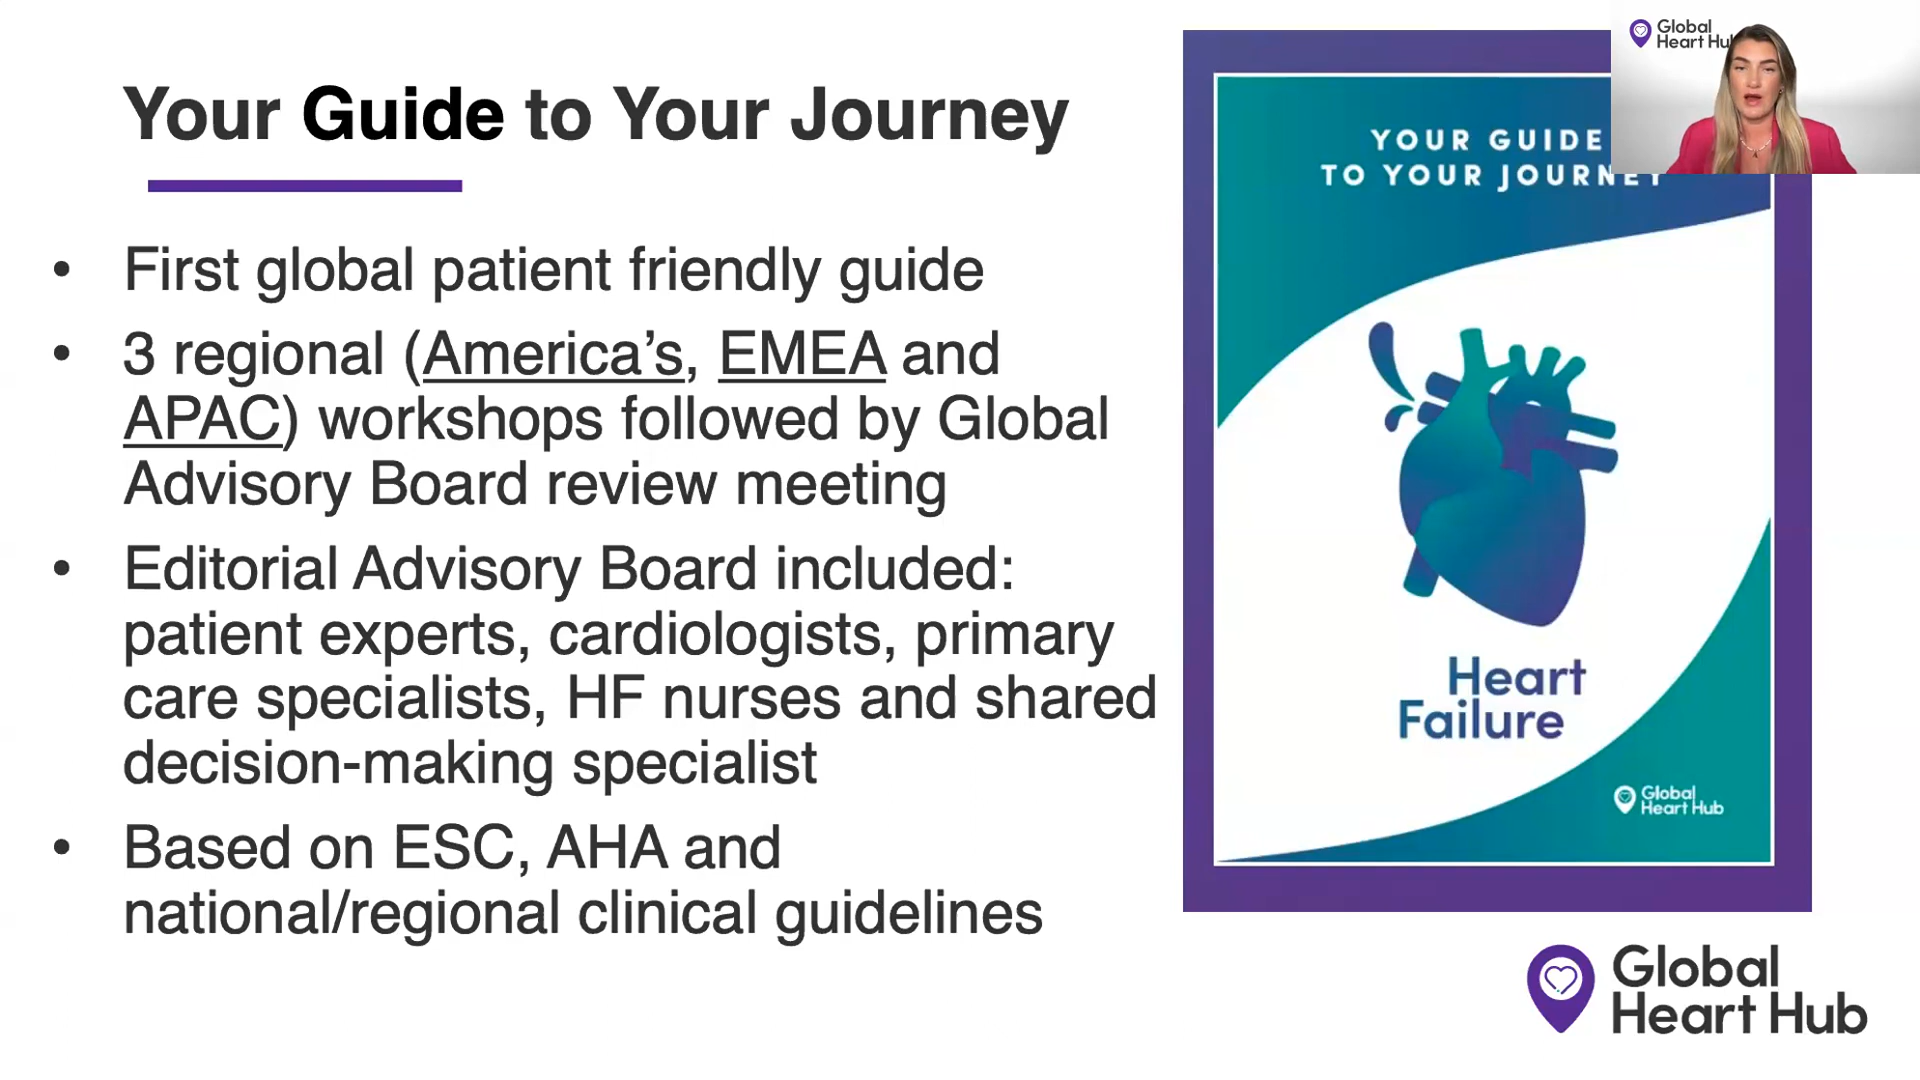 Your Guide to Your Journey
• First global patient friendly guide
• 3 regional (America’s, EMEA and
APAC) workshops followed by Global
Advisory Board review meeting
• Editorial Advisory Board included:
patient experts, cardiologists, primary
care specialists, HF nurses and shared
decision-making specialist
• Based on ESC, AHA and
national/regional clinical guidelines
YOUR GUIDE
TO YOUR JOURNEY
Heart
Failure
Global
Heart Hub
Global
Heart Hu
Global
Heart Hub